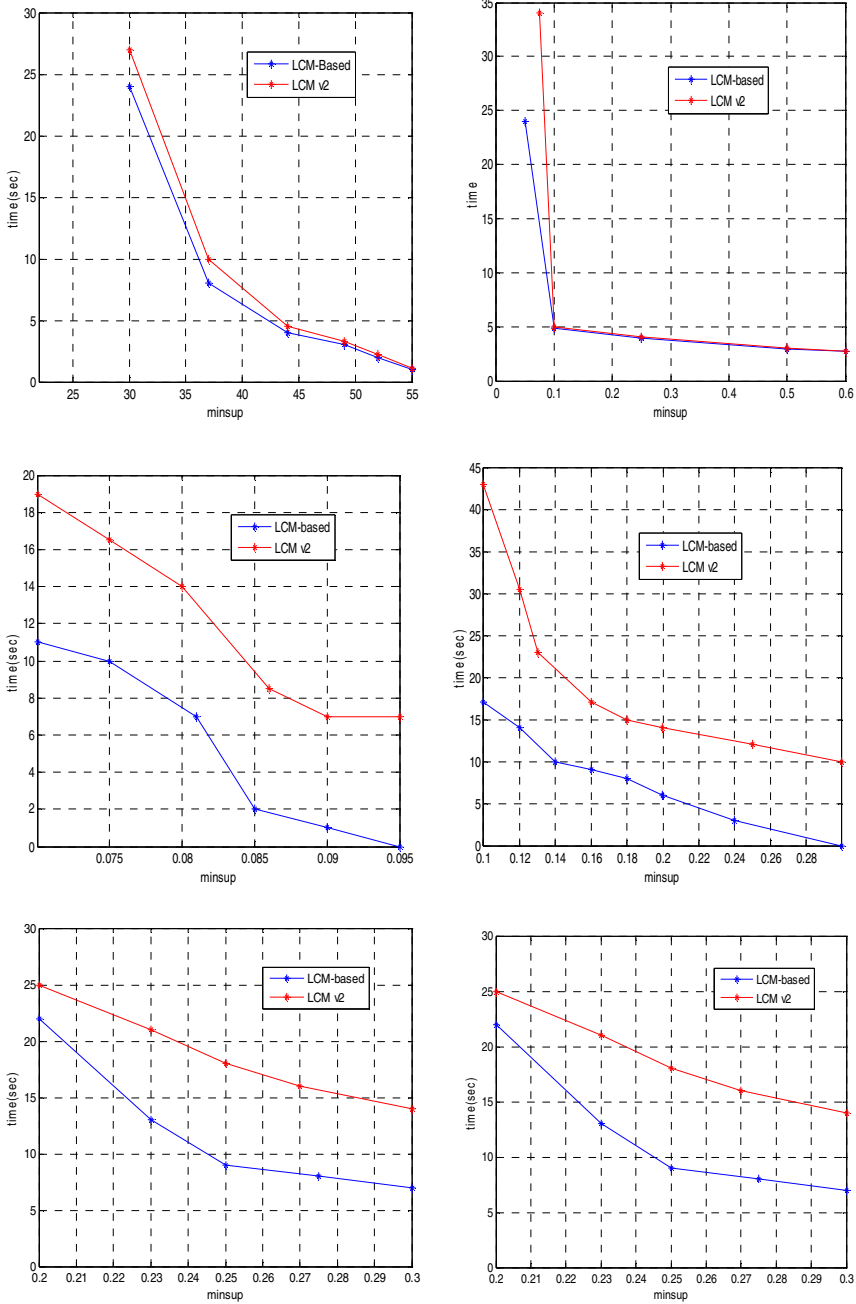 30
25
20
15
10
5
0
time(sec)
LCM-Based
LCM v2
25 30 35 40 45 50 55
minsup
35
30
25
20
15
10
5
0
time
LCM-based
LCM v2
0 0.1 0.2 0.3 0.4 0.5 0.6
minsup
20
18
16
14
12
10
8
6
4
2
0
time(sec)
LCM-based
LCM v2
0.075 0.08 0.085 0.09 0.095
minsup
45
40
35
30
25
20
15
10
5
0
time(sec)
LCM-based
LCM v2
0.1 0.12 0.14 0.16 0.18 0.2 0.22 0.24 0.26 0.28
minsup
30
25
20
15
10
5
0
time(sec)
LCM-based
LCM v2
0.2 0.21 0.22 0.23 0.24 0.25 0.26 0.27 0.28 0.29 0.3
minsup
30
25
20
15
10
5
0
time(sec)
LCM-based
LCM v2
0.2 0.21 0.22 0.23 0.24 0.25 0.26 0.27 0.28 0.29 0.3
minsup